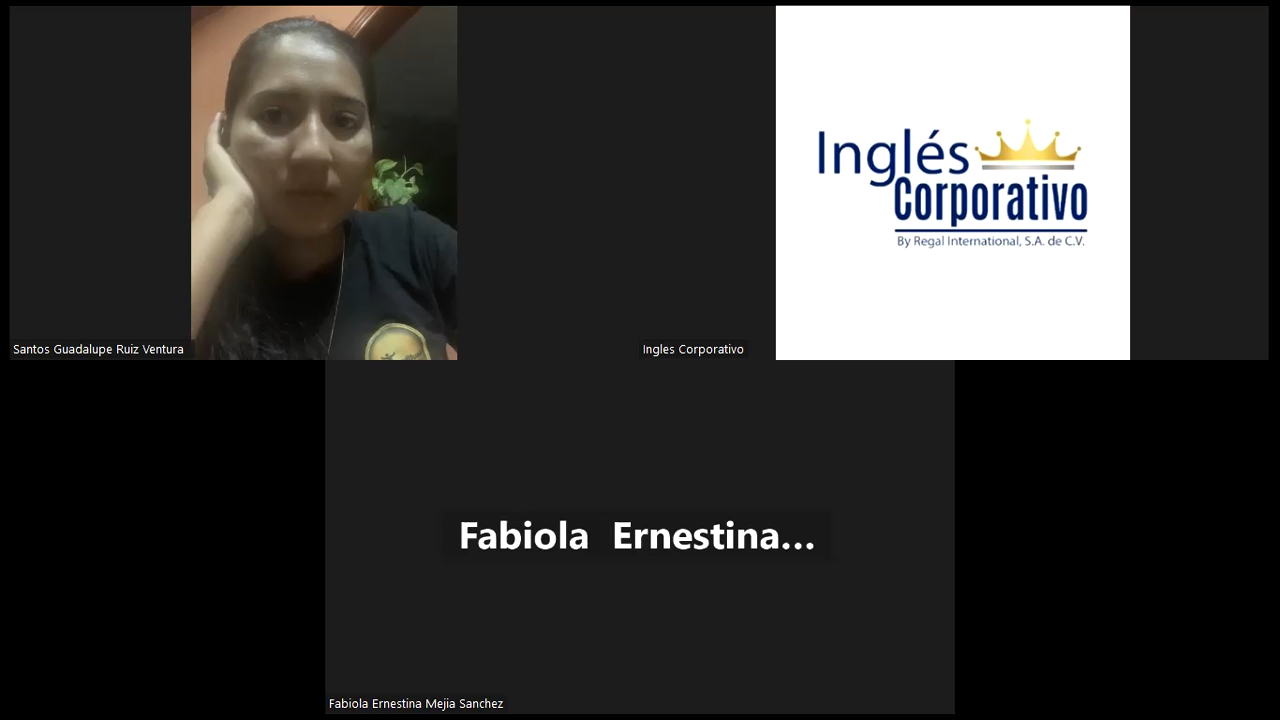 Santos Guadalupe Ruiz Ventura
Inglés
Corporativo
By Regal International, S.A. de C.V.
Ingles Corporativo
Fabiola Ernestina...
Fabiola Ernestina Mejia Sanchez